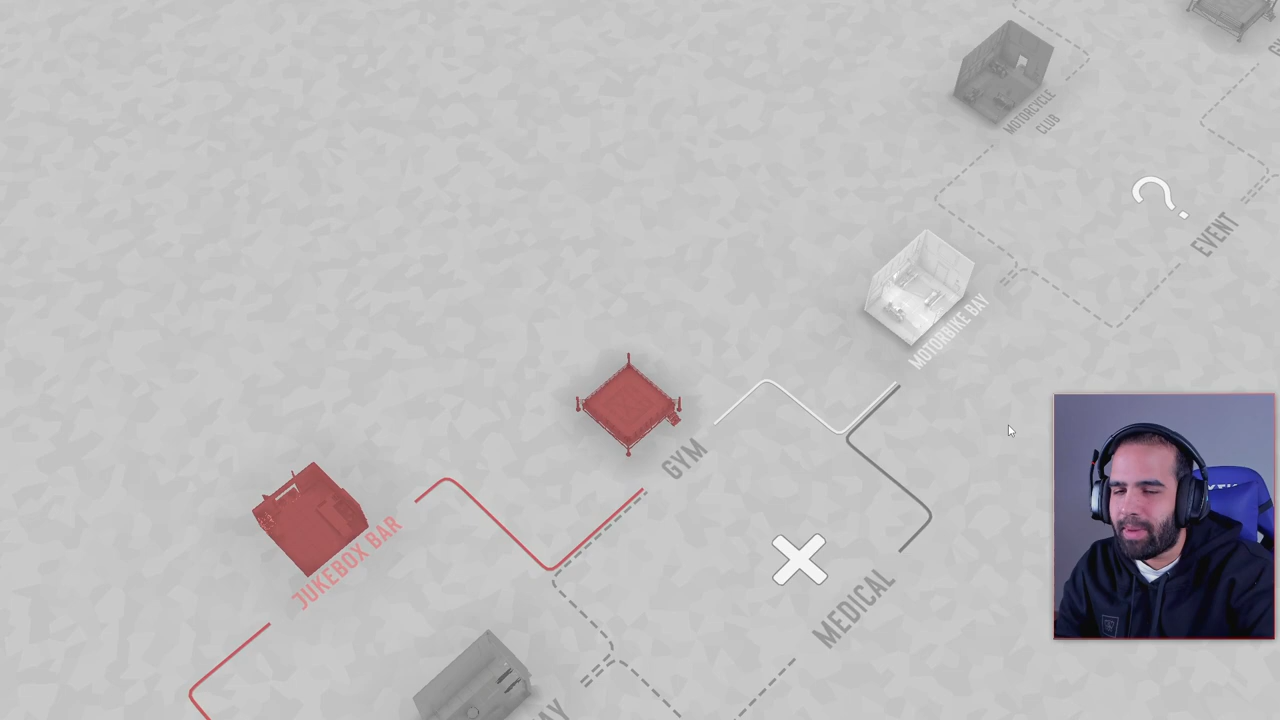 MOTORCYCLE
CLUB
EVENT
MOTORBIKE BAY
GYM
JUKEBOX BAR
MEDICAL